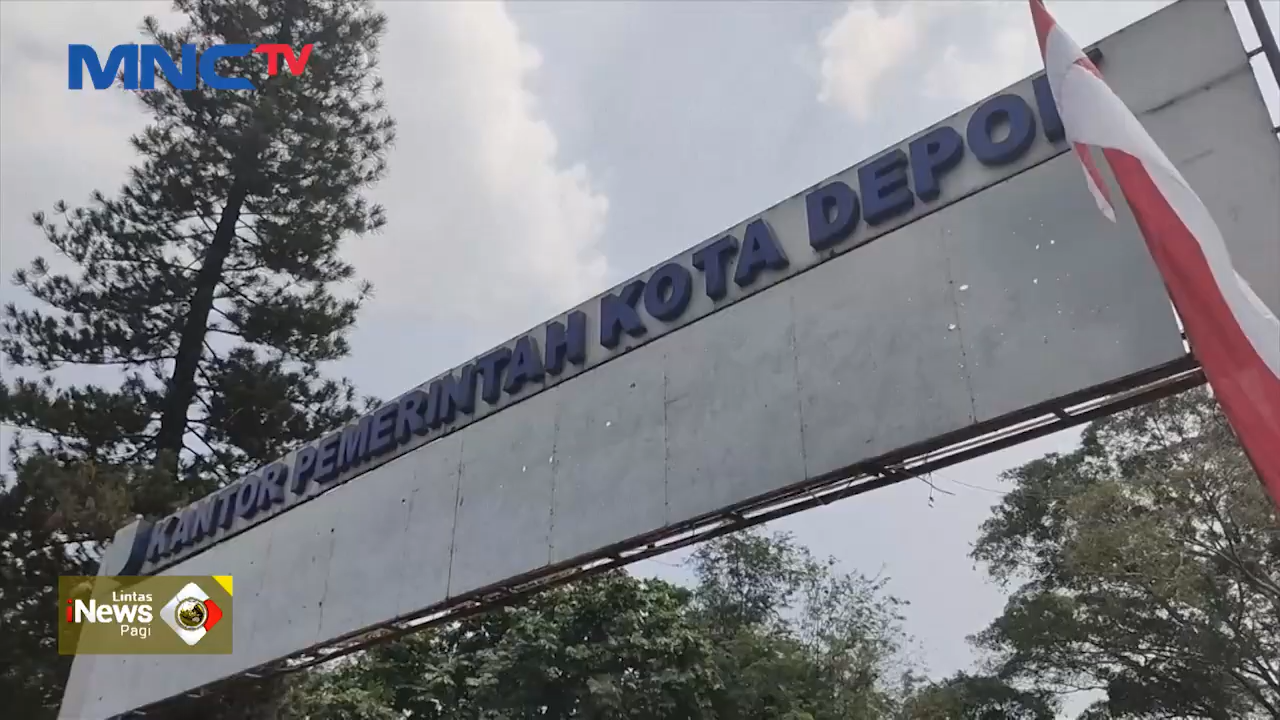 MNCTV
KANTOR PEMERINTAH KOTA DEPOK
Lintas
iNews
Pagi